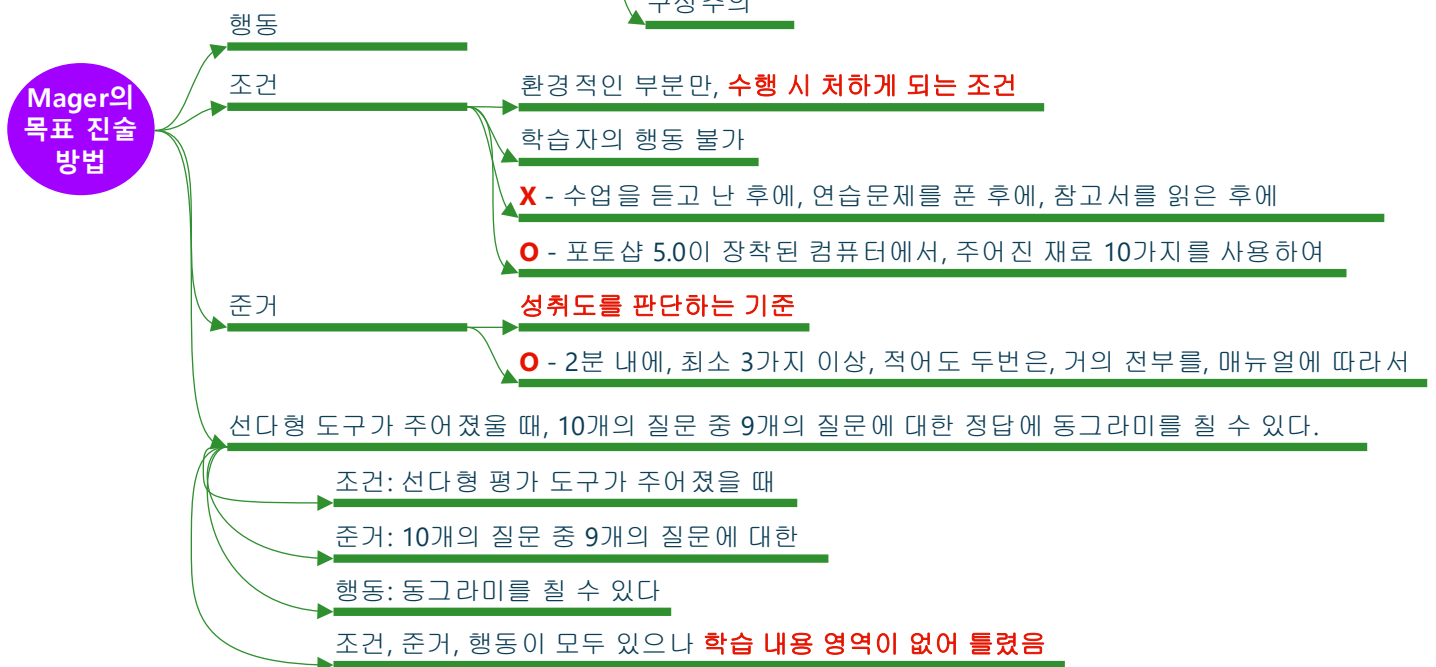 구성주의
행동
조건
환경적인 부분만, 수행 시 처하게 되는 조건
Mager의
목표 진술
방법
학습자의 행동 불가
X - 수업을 듣고 난 후에, 연습문제를 푼 후에, 참고서를 읽은 후에
O - 포토샵 5.0이 장착된 컴퓨터에서, 주어진 재료 10가지를 사용하여
준거
성취도를 판단하는 기준
O - 2분 내에, 최소 3가지 이상, 적어도 두번은, 거의 전부를, 매뉴얼에 따라서
선다형 도구가 주어졌울 때, 10개의 질문 중 9개의 질문에 대한 정답에 동그라미를 칠 수 있다.
조건: 선다형 평가 도구가 주어졌을 때
준거: 10개의 질문 중 9개의 질문에 대한
행동: 동그라미를 칠 수 있다
조건, 준거, 행동이 모두 있으나 학습 내용 영역이 없어 틀렸음